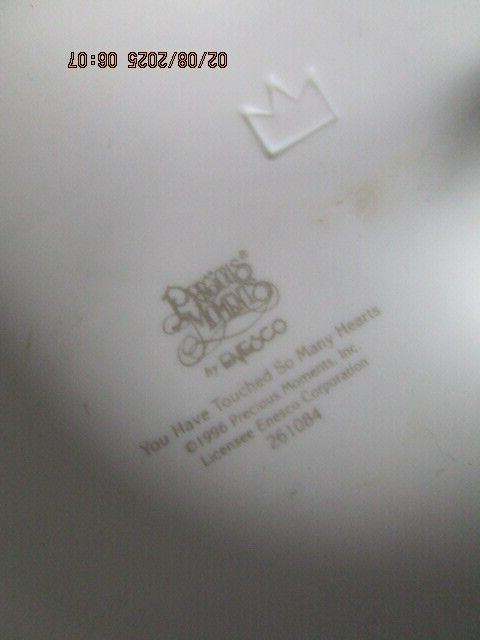 02/08/2025 06:07
PRECIOUS
MOMENTS®
by ENESCO
You Have Touched So Many Hearts
©1996 Precious Moments, Inc.
Licensee Enesco Corporation
261084